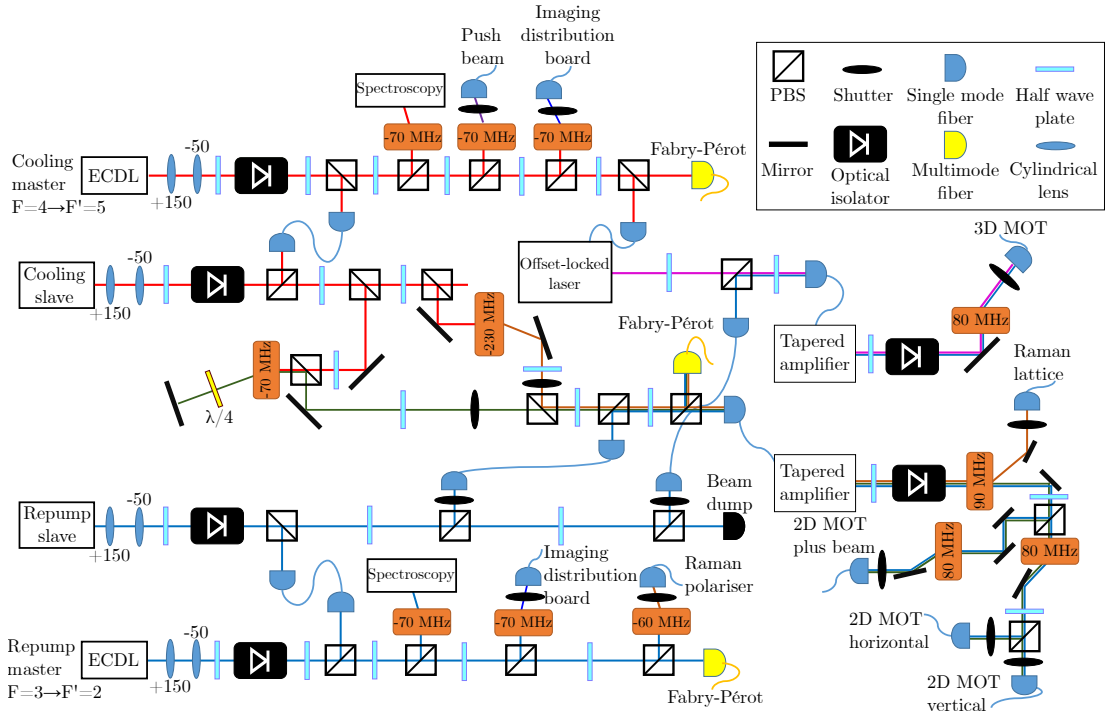 Imaging
distribution
board
Push
beam
Spectroscopy
-70 MHz
-70 MHz
-70 MHz
Fabry-Pérot
-50
Cooling
master
F=4→F'=5
ECDL
+150
PBS
Shutter
Single mode
fiber
Half wave
plate
Mirror
Optical
isolator
Multimode
fiber
Cylindrical
lens
3D MOT
-50
Cooling
slave
+150
Offset-locked
laser
-230 MHz
Fabry-Pérot
80 MHz
Tapered
amplifier
Raman
lattice
-70 MHz
λ/4
Tapered
amplifier
90 MHz
-50
Repump
slave
+150
Beam
dump
2D MOT
plus beam
80 MHz
80 MHz
Spectroscopy
Imaging
distribution
board
Raman
polariser
-70 MHz
-70 MHz
-60 MHz
-50
Repump
master
F=3→F'=2
ECDL
+150
Fabry-Pérot
2D MOT
horizontal
2D MOT
vertical